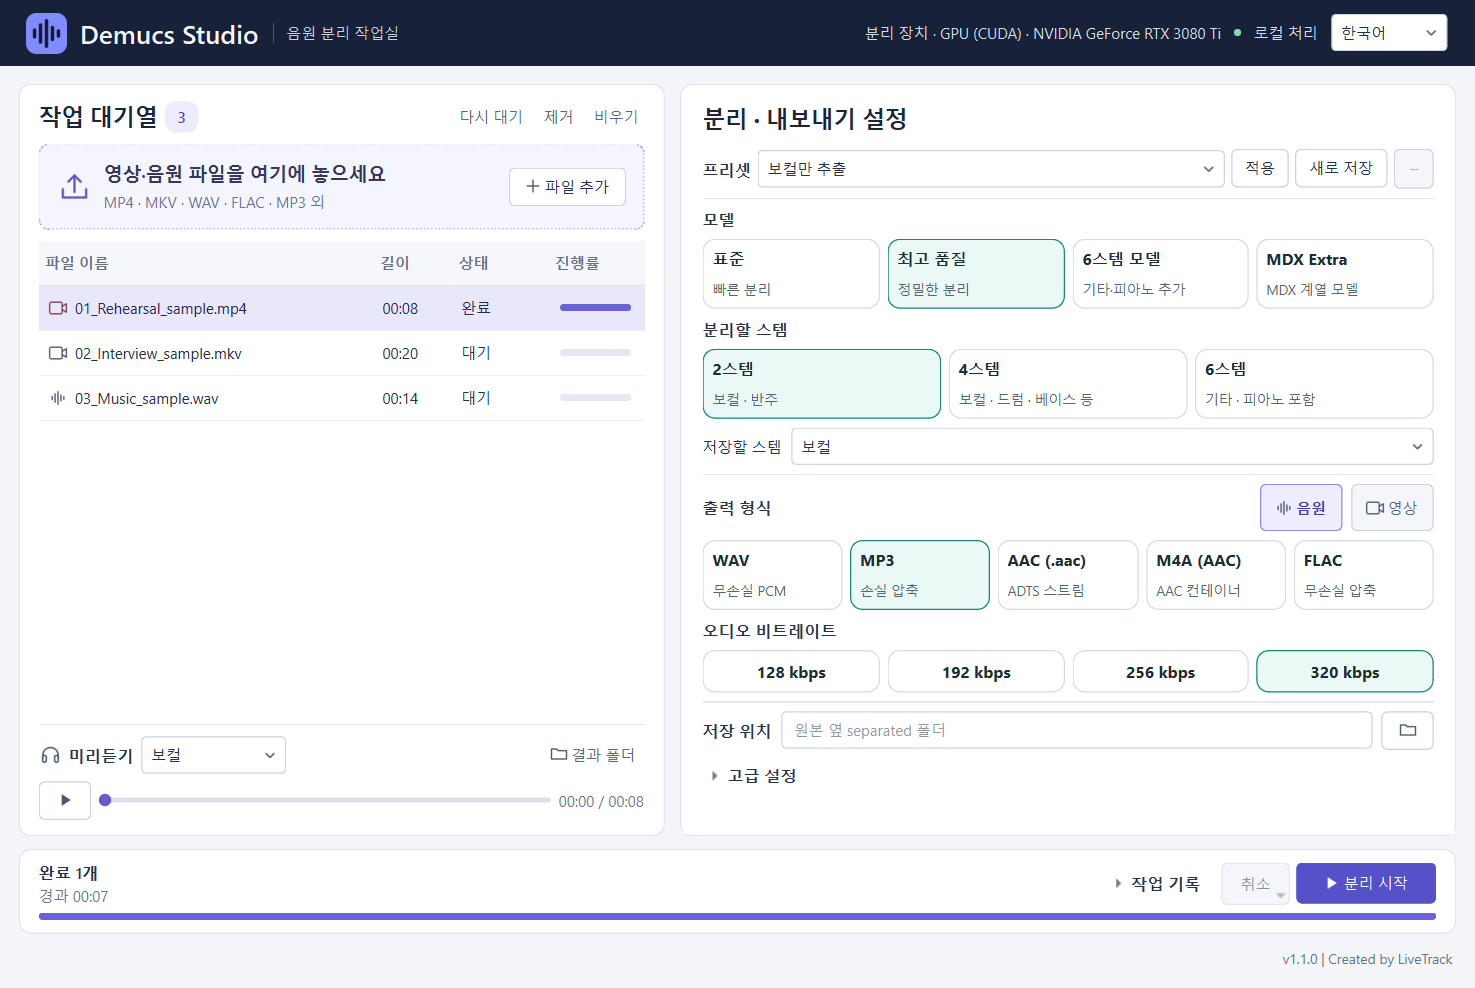 Demucs Studio
음원 분리 작업실
분리 장치 · GPU (CUDA) · NVIDIA GeForce RTX 3080 Ti
로컬 처리
한국어
작업 대기열 3
다시 대기 제거 비우기
영상·음원 파일을 여기에 놓으세요
MP4 · MKV · WAV · FLAC · MP3 외
+ 파일 추가
파일 이름 길이 상태 진행률
01_Rehearsal_sample.mp4 00:08 완료
02_Interview_sample.mkv 00:20 대기
03_Music_sample.wav 00:14 대기
미리듣기 보컬 결과 폴더
00:00 / 00:08
분리 · 내보내기 설정
프리셋 보컬만 추출 적용 새로 저장 ...
모델
표준
빠른 분리
최고 품질
정밀한 분리
6스템 모델
기타·피아노 추가
MDX Extra
MDX 계열 모델
분리할 스템
2스템
보컬 · 반주
4스템
보컬 · 드럼 · 베이스 등
6스템
기타 · 피아노 포함
저장할 스템 보컬
출력 형식 음원 영상
WAV
무손실 PCM
MP3
손실 압축
AAC (.aac)
ADTS 스트림
M4A (AAC)
AAC 컨테이너
FLAC
무손실 압축
오디오 비트레이트
128 kbps 192 kbps 256 kbps 320 kbps
저장 위치 원본 옆 separated 폴더
고급 설정
완료 1개
경과 00:07
작업 기록 취소 분리 시작
v1.1.0 | Created by LiveTrack